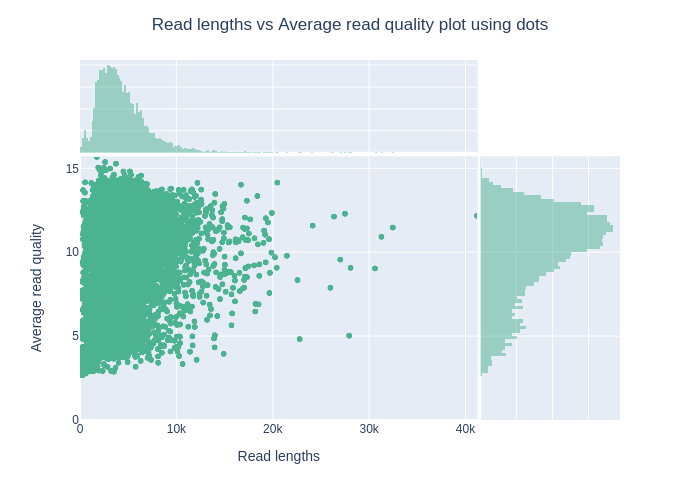 Read lengths vs Average read quality plot using dots
15
10
5
0
Average read quality
0 10k 20k 30k 40k
Read lengths